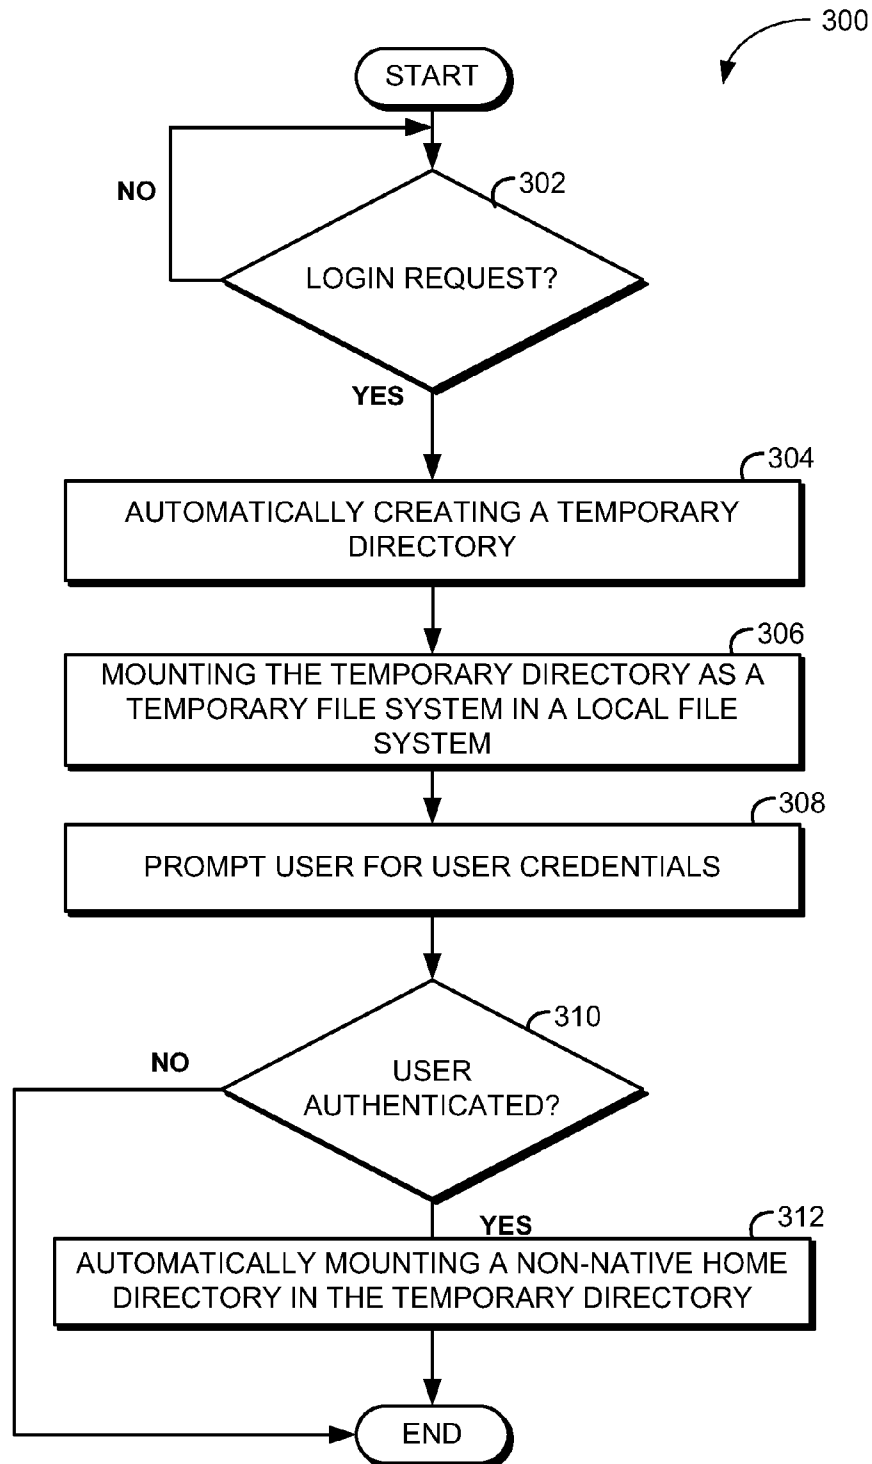 300
START
NO
302
LOGIN REQUEST?
YES
304
AUTOMATICALLY CREATING A TEMPORARY
DIRECTORY
306
MOUNTING THE TEMPORARY DIRECTORY AS A
TEMPORARY FILE SYSTEM IN A LOCAL FILE
SYSTEM
308
PROMPT USER FOR USER CREDENTIALS
310
NO
USER
AUTHENTICATED?
YES
312
AUTOMATICALLY MOUNTING A NON-NATIVE HOME
DIRECTORY IN THE TEMPORARY DIRECTORY
END